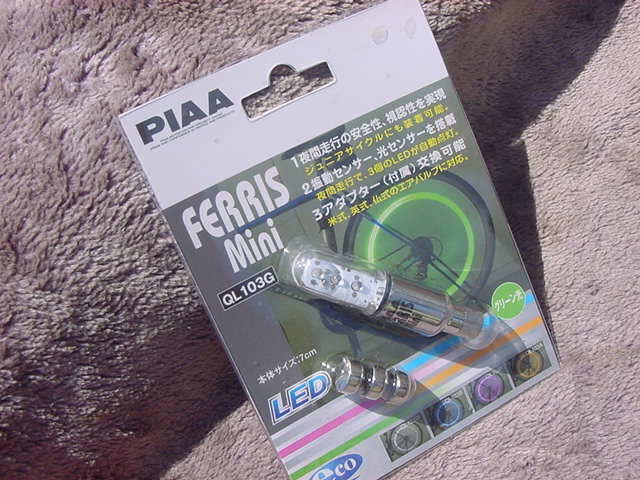 PIAA
1 夜間走行の安全性、視認性を実現
ジュニアサイクルにも装着可能。
2 振動センサー、光センサーを搭載
夜間走行で、3個のLEDが自動点灯。
3 アダプター(付属)交換可能
米式、英式、仏式のエアバルブに対応。
FERRIS
Mini
QL103G
グリーン光
本体サイズ:7cm
LED
eco